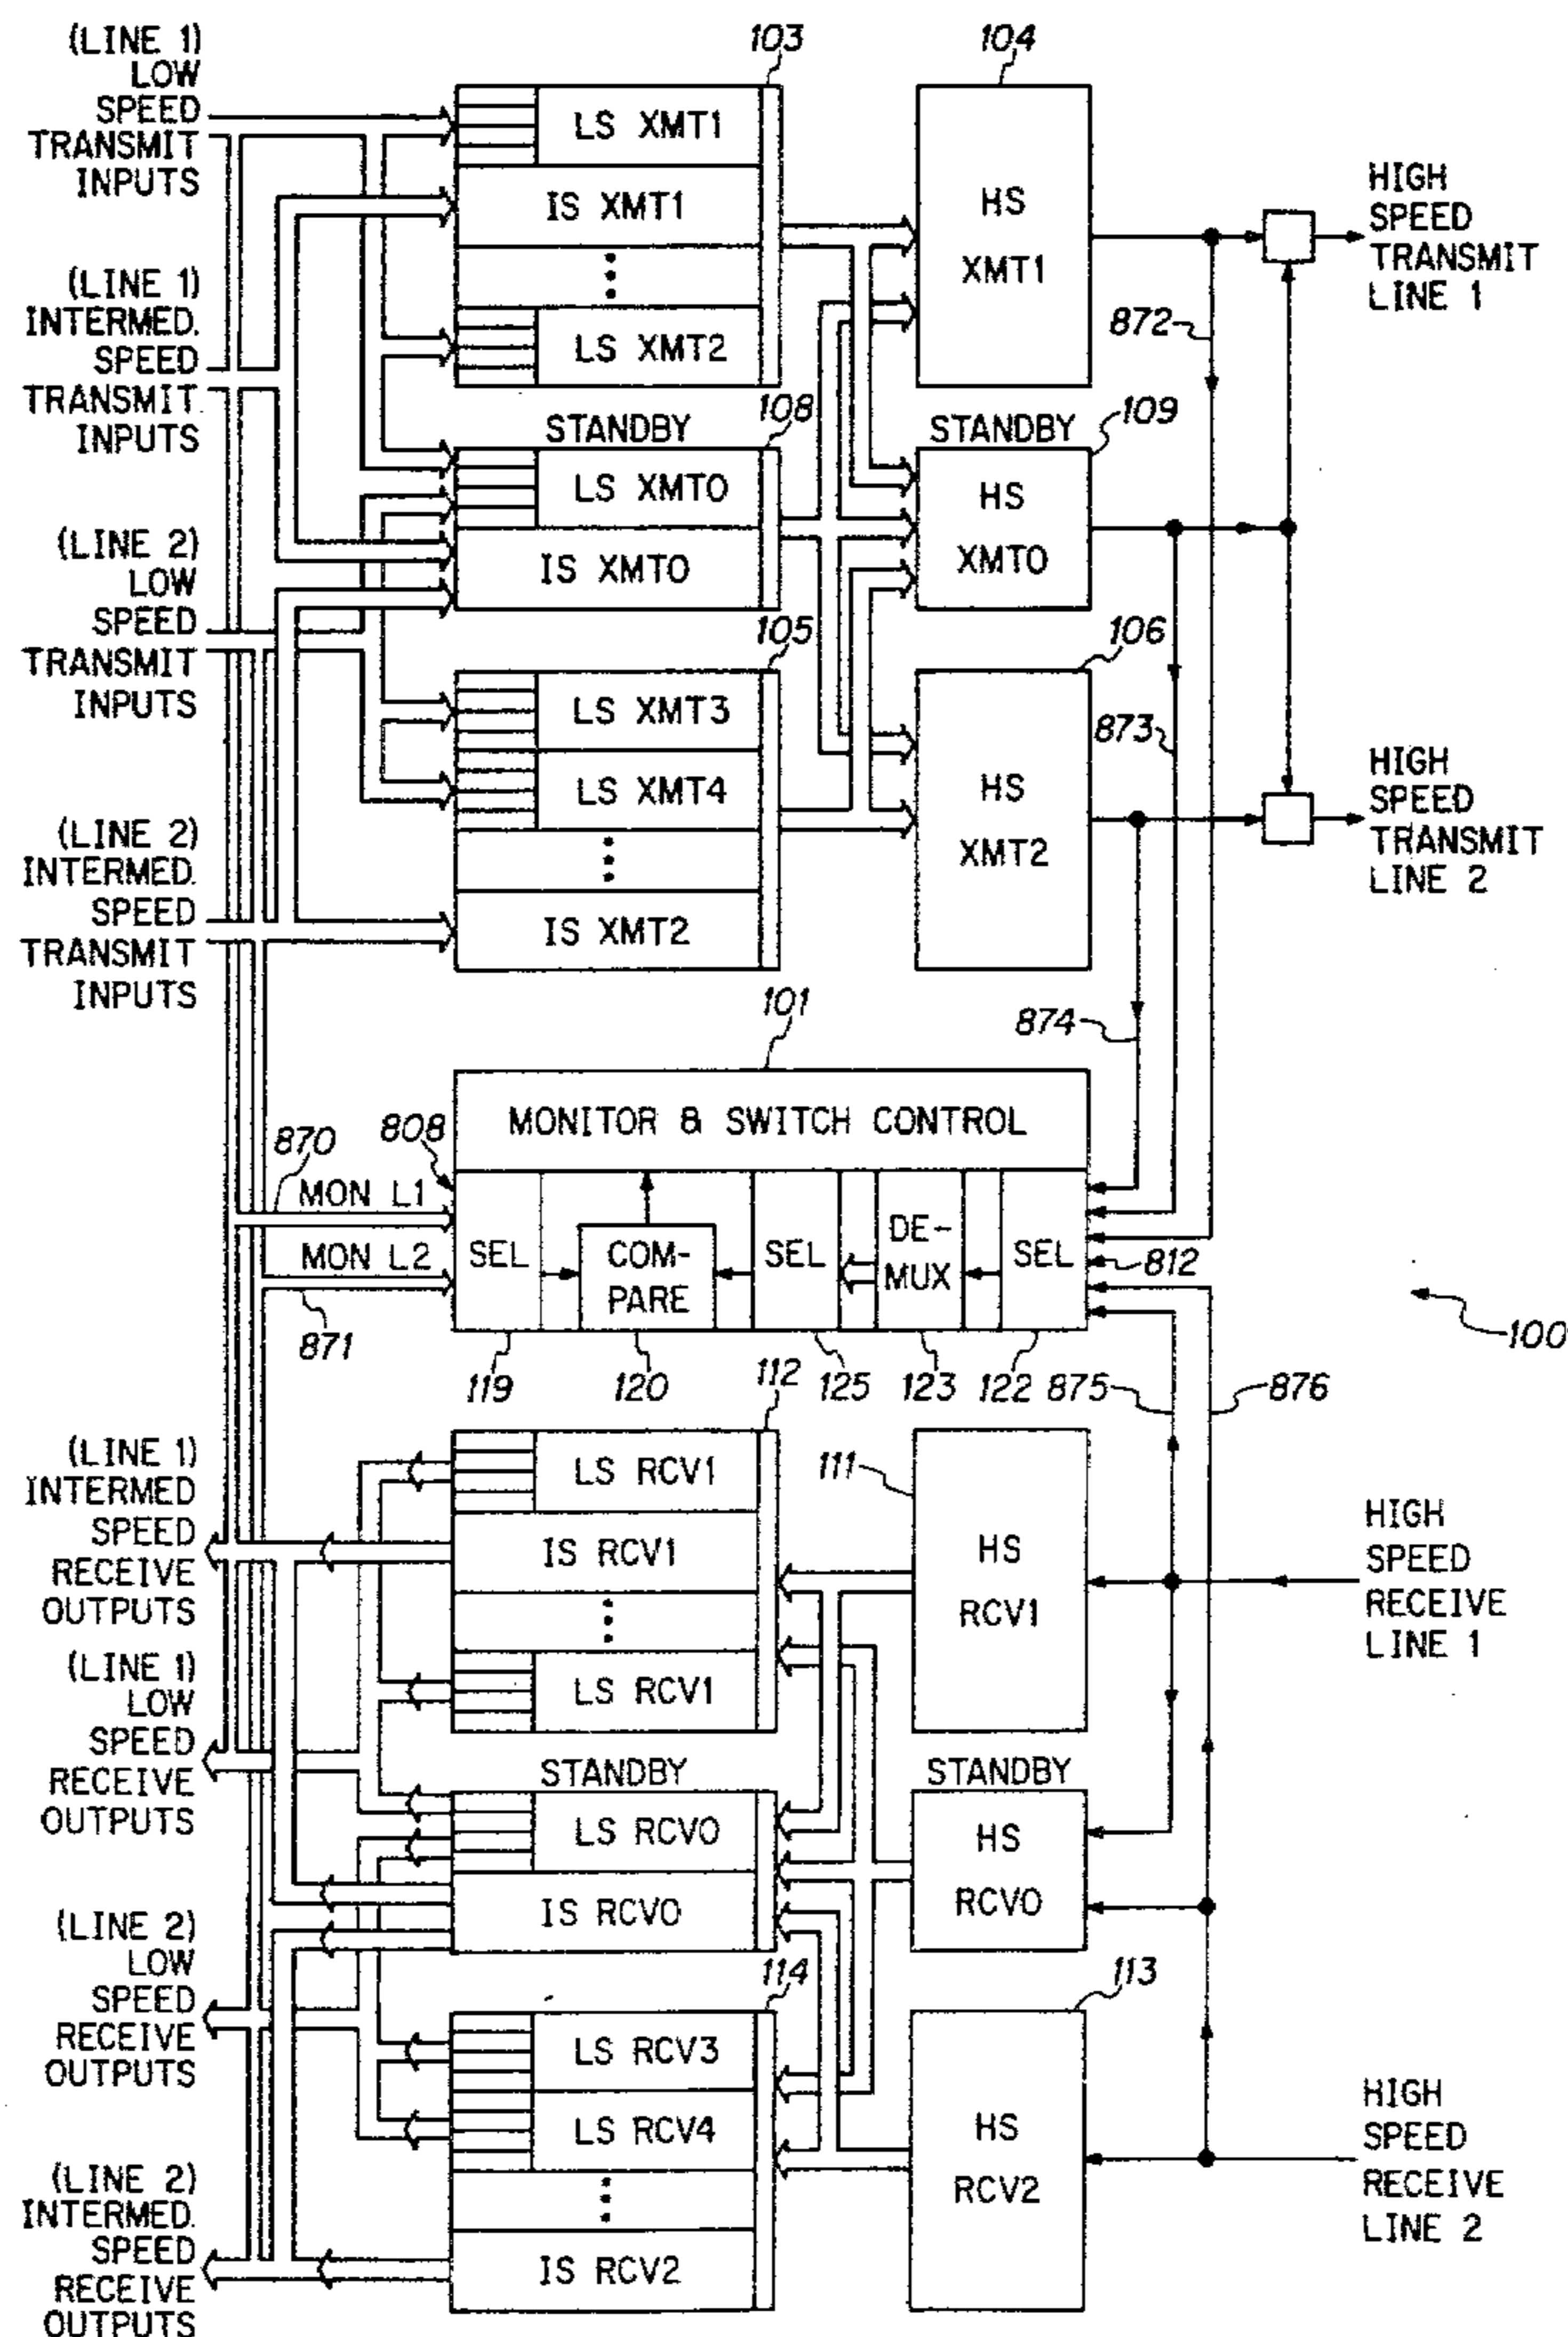 (LINE 1)
LOW
SPEED
TRANSMIT
INPUTS
(LINE 1)
INTERMED.
SPEED
TRANSMIT
INPUTS
(LINE 2)
LOW
SPEED
TRANSMIT
INPUTS
(LINE 2)
INTERMED.
SPEED
TRANSMIT
INPUTS
103
LS XMT1
IS XMT1
LS XMT2
STANDBY
108
LS XMT0
IS XMT0
105
LS XMT3
LS XMT4
IS XMT2
104
HS
XMT1
STANDBY
109
HS
XMT0
106
HS
XMT2
872
873
874
HIGH
SPEED
TRANSMIT
LINE 1
HIGH
SPEED
TRANSMIT
LINE 2
101
MONITOR & SWITCH CONTROL
870
808
MON L1
MON L2
871
SEL
COM-
PARE
SEL
DE-
MUX
SEL
812
100
119
120
125
123
122
875
876
(LINE 1)
INTERMED
SPEED
RECEIVE
OUTPUTS
(LINE 1)
LOW
SPEED
RECEIVE
OUTPUTS
(LINE 2)
LOW
SPEED
RECEIVE
OUTPUTS
(LINE 2)
INTERMED.
SPEED
RECEIVE
OUTPUTS
112
LS RCV1
IS RCV1
LS RCV1
STANDBY
LS RCV0
IS RCV0
114
LS RCV3
LS RCV4
IS RCV2
111
HS
RCV1
STANDBY
HS
RCV0
113
HS
RCV2
HIGH
SPEED
RECEIVE
LINE 1
HIGH
SPEED
RECEIVE
LINE 2